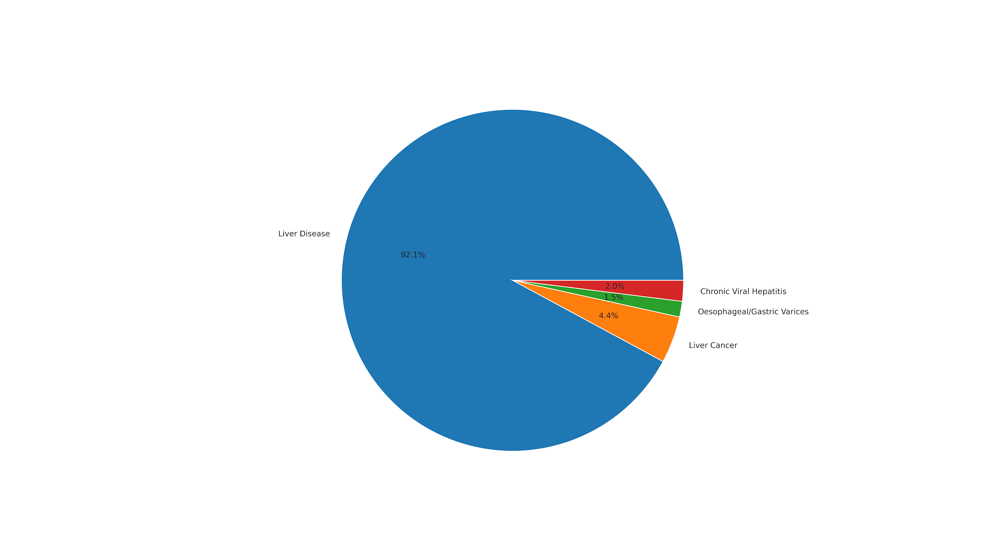 Liver Disease
92.1%
2.0%
Chronic Viral Hepatitis
1.5%
Oesophageal/Gastric Varices
4.4%
Liver Cancer